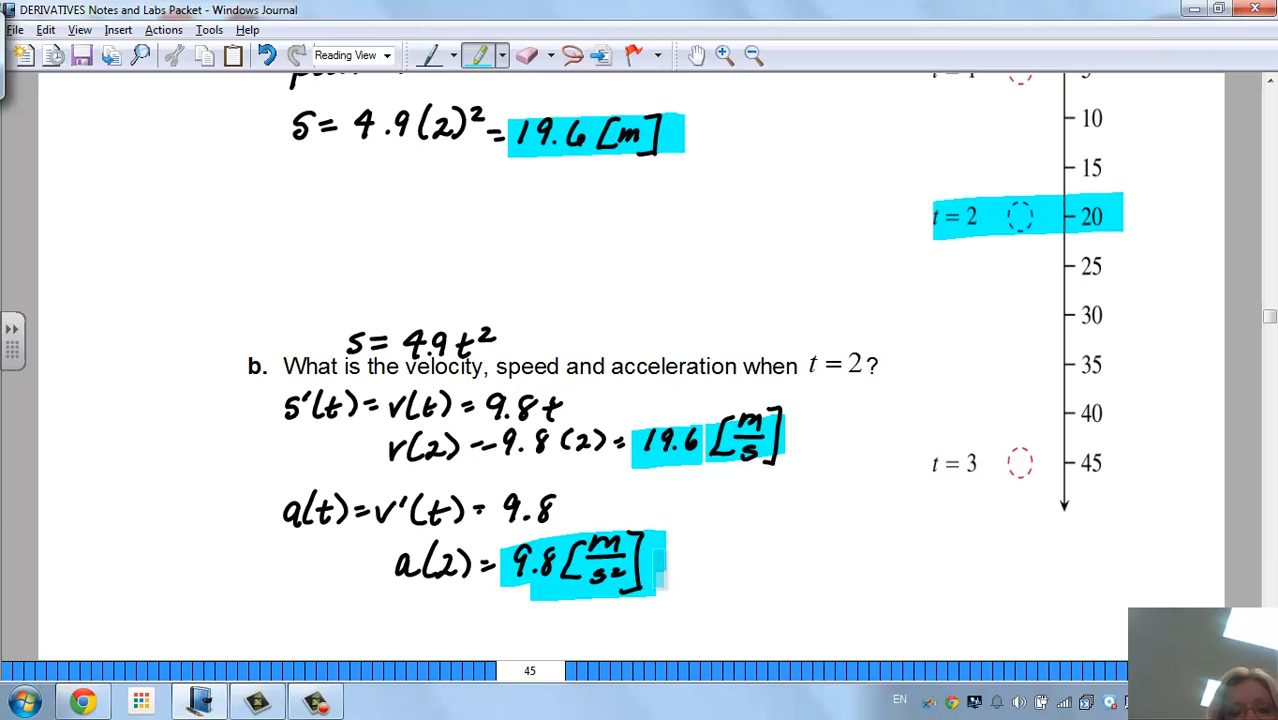 DERIVATIVES Notes and Labs Packet - Windows Journal
File Edit View Insert Actions Tools Help
Reading View
5
s = 4.9(2)² = 19.6 [m]
10
15
t = 2 20
25
30
s = 4.9t²
b. What is the velocity, speed and acceleration when t = 2 ?
35
s'(t) = v(t) = 9.8t
40
v(2) = 9.8(2) = 19.6 [m/s]
t = 3 45
a(t) = v'(t) = 9.8
a(2) = 9.8 [m/s²]
45
EN